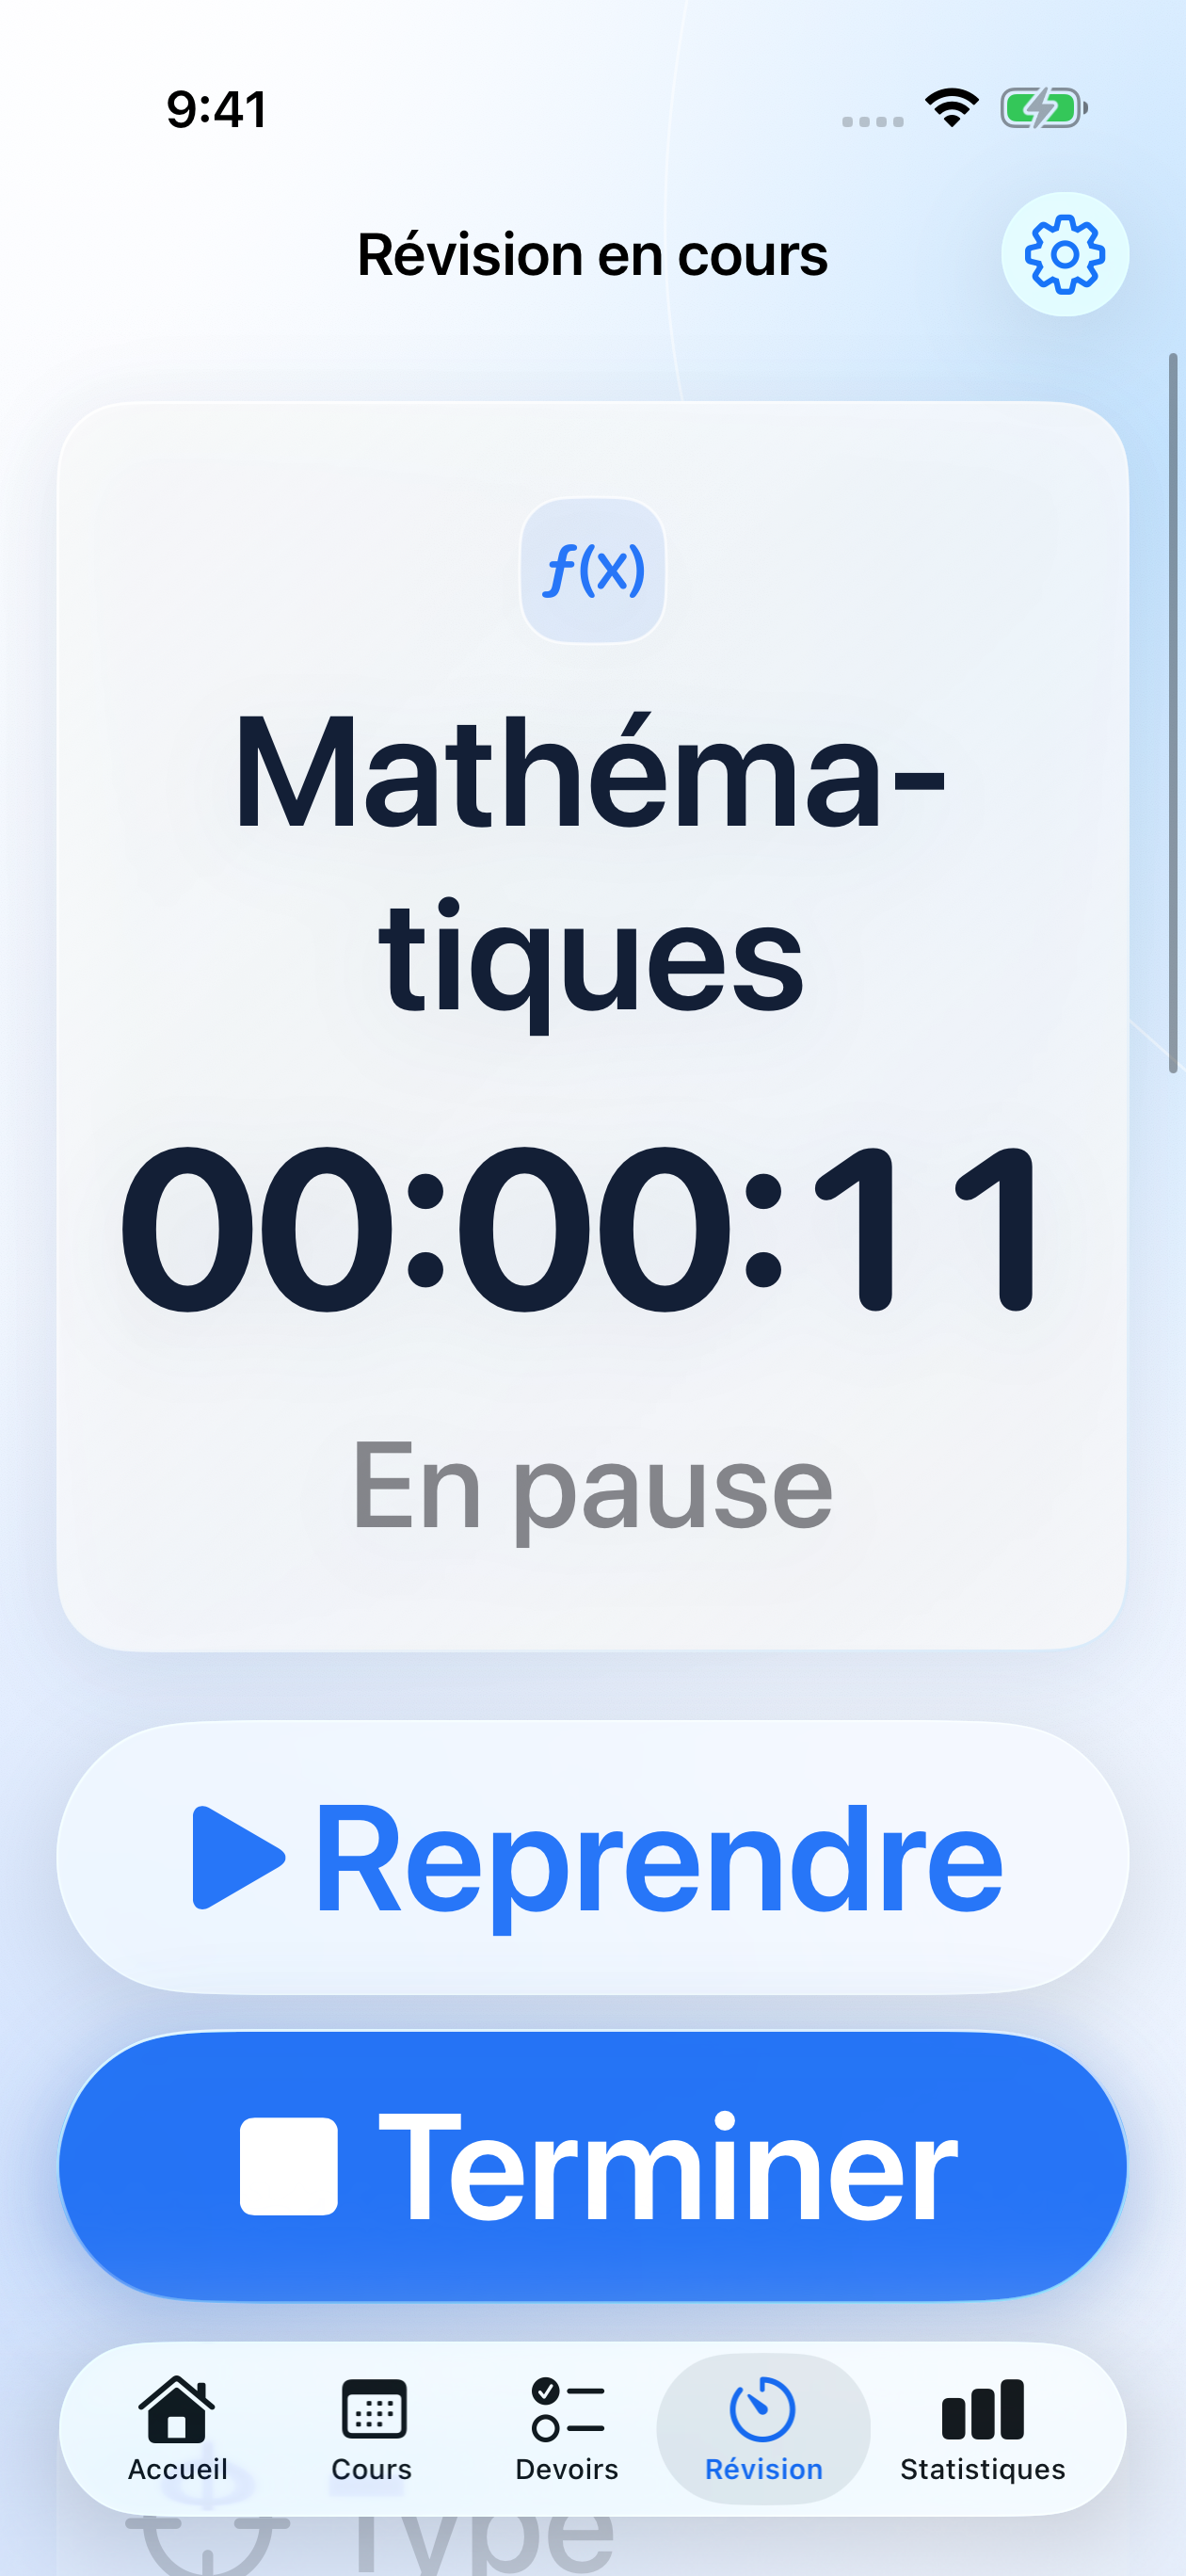 9:41
Révision en cours
f(x)
Mathéma-
tiques
00:00:11
En pause
Reprendre
Terminer
Accueil
Cours
Devoirs
Révision
Statistiques
Type